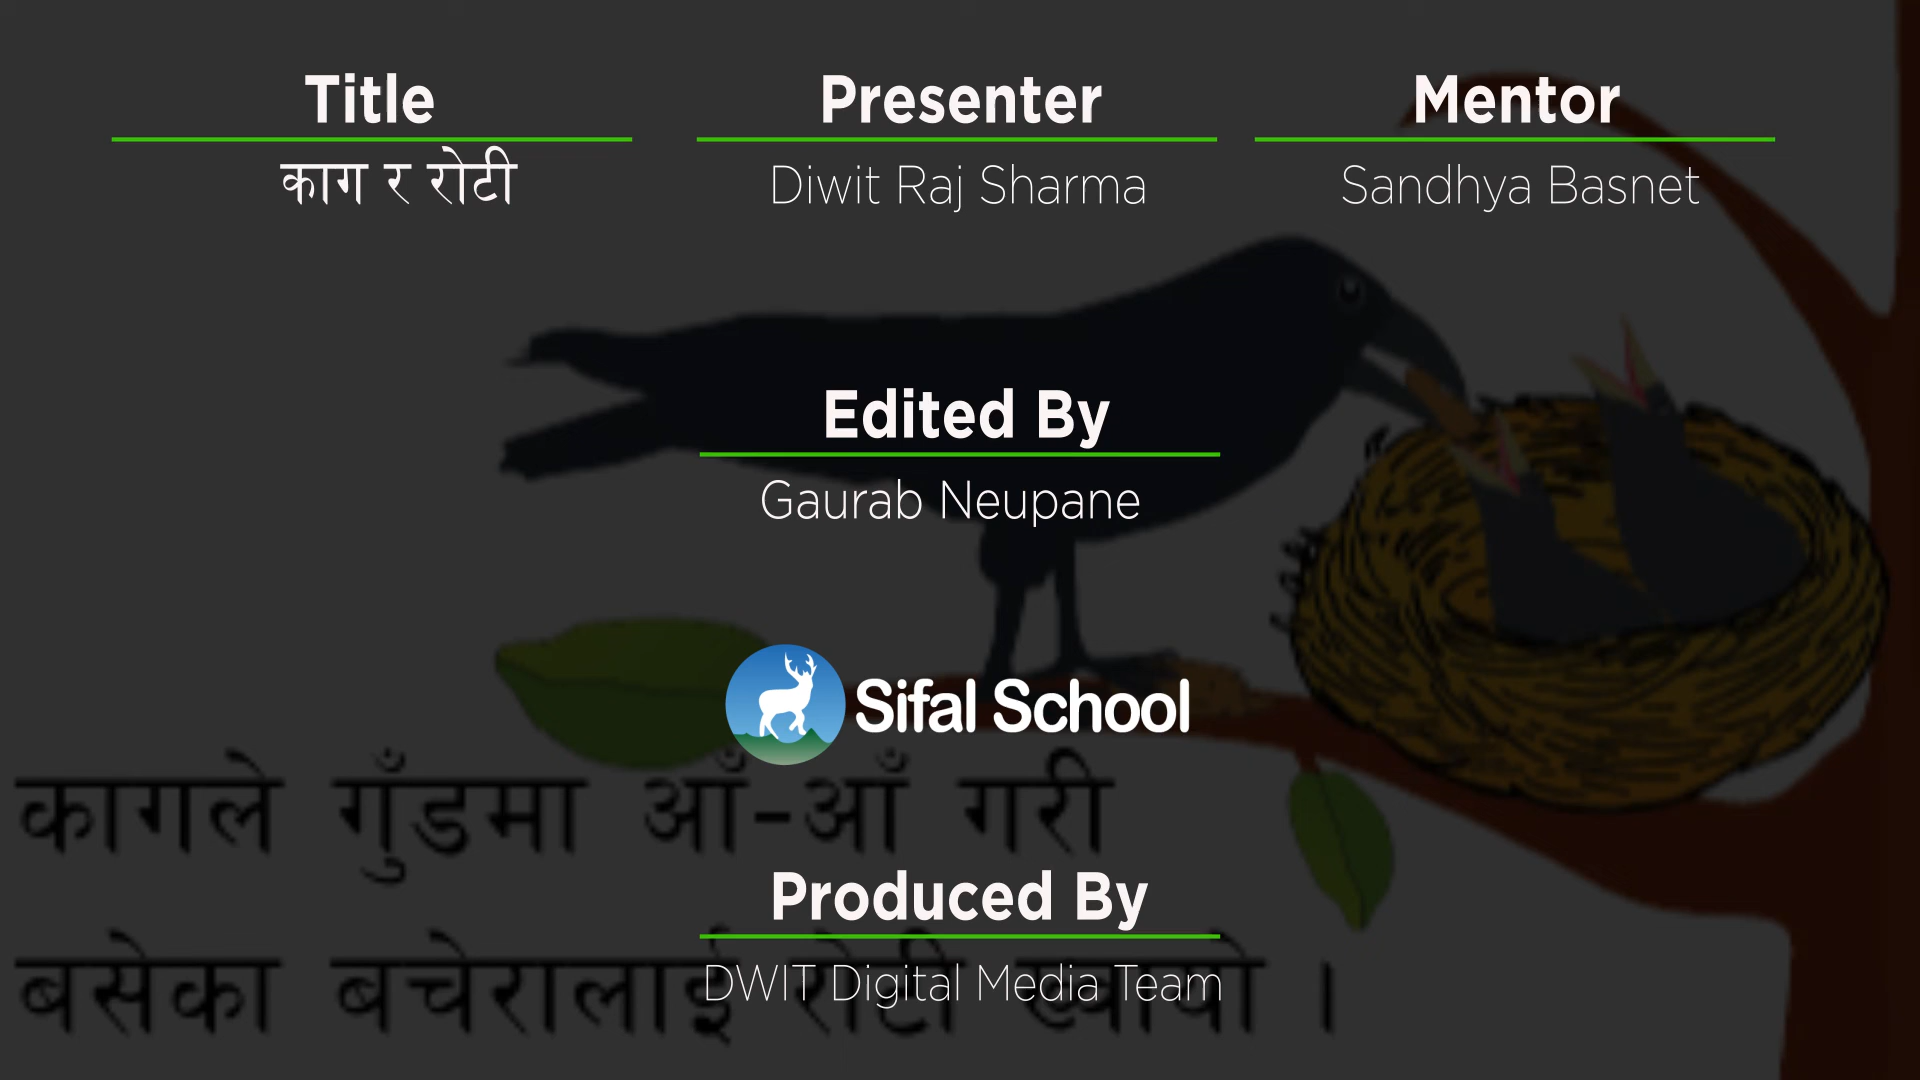 Title
Presenter
Mentor
काग र रोटी
Diwit Raj Sharma
Sandhya Basnet
Edited By
Gaurab Neupane
Sifal School
कागले गुँडमा आँ-आँ गरी
Produced By
बसेका बचेरालाई रोटी ख्वायो ।
DWIT Digital Media Team